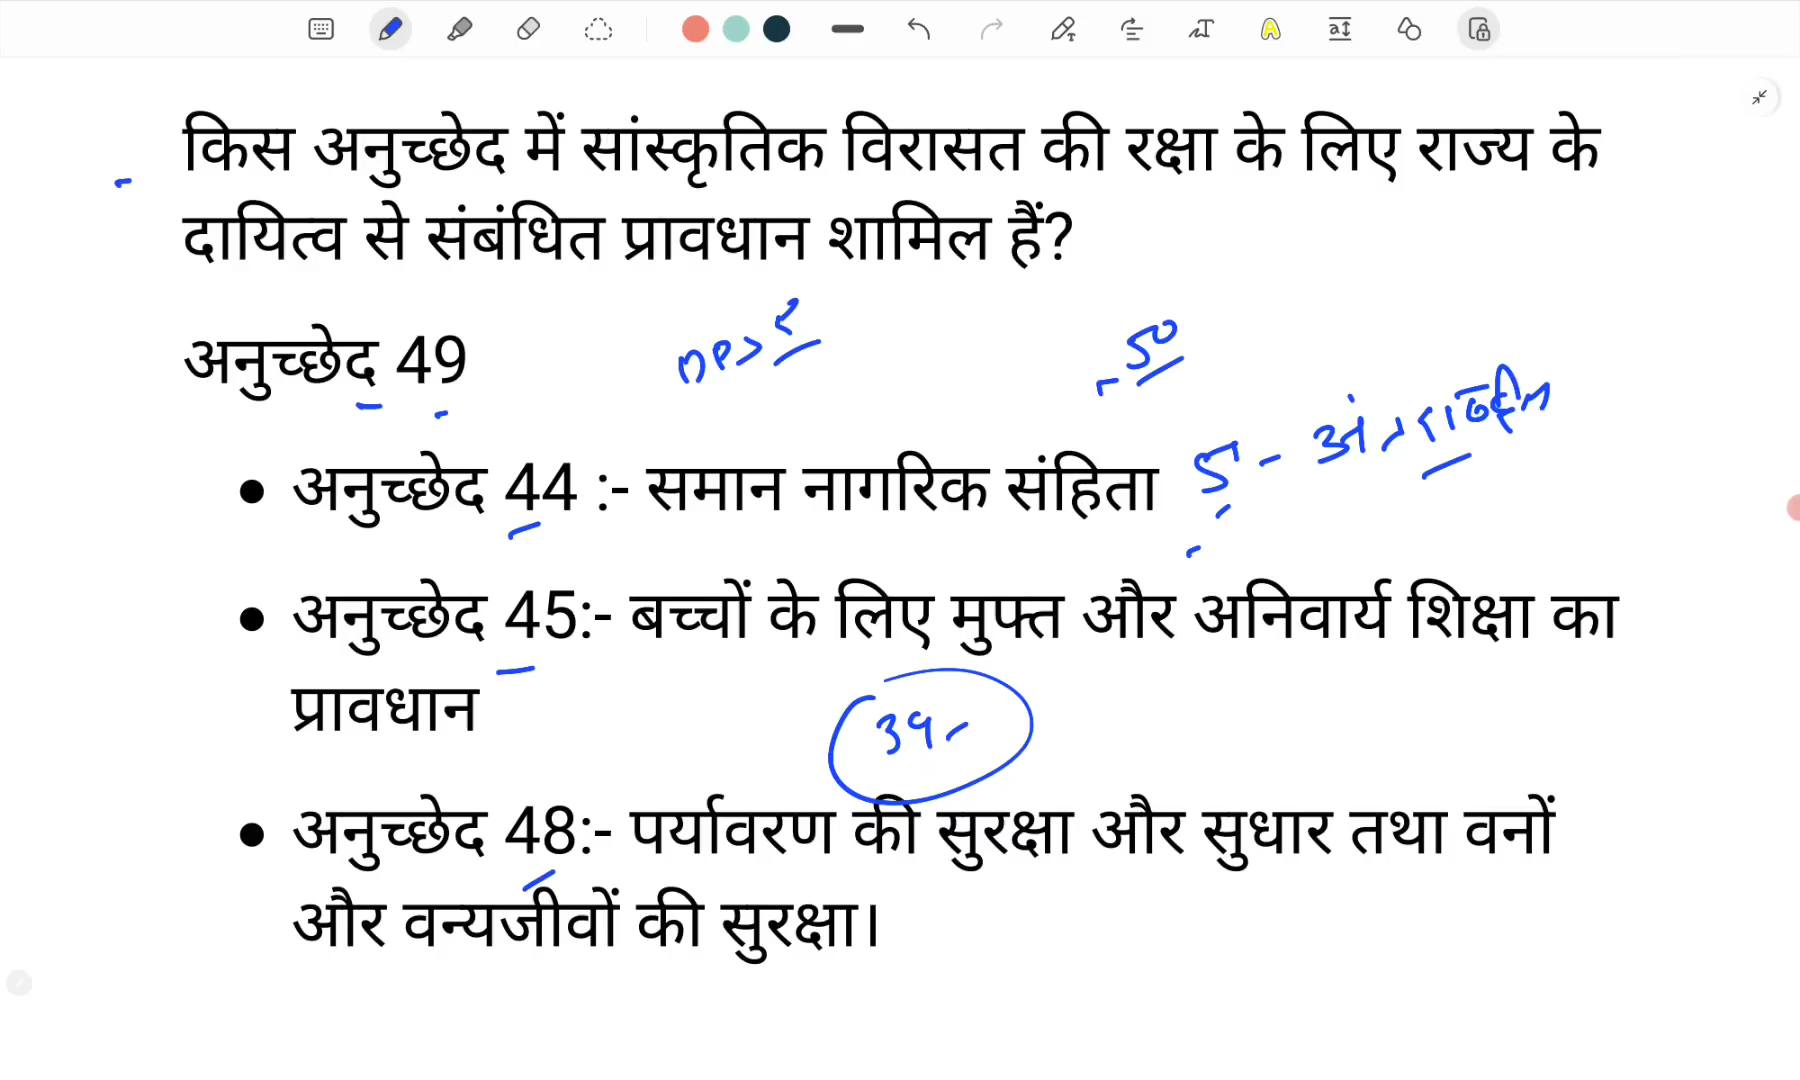 किस अनुच्छेद में सांस्कृतिक विरासत की रक्षा के लिए राज्य के
दायित्व से संबंधित प्रावधान शामिल हैं?
अनुच्छेद 49
50
• अनुच्छेद 44 :- समान नागरिक संहिता
• अनुच्छेद 45:- बच्चों के लिए मुफ्त और अनिवार्य शिक्षा का
प्रावधान
• अनुच्छेद 48:- पर्यावरण की सुरक्षा और सुधार तथा वनों
और वन्यजीवों की सुरक्षा।